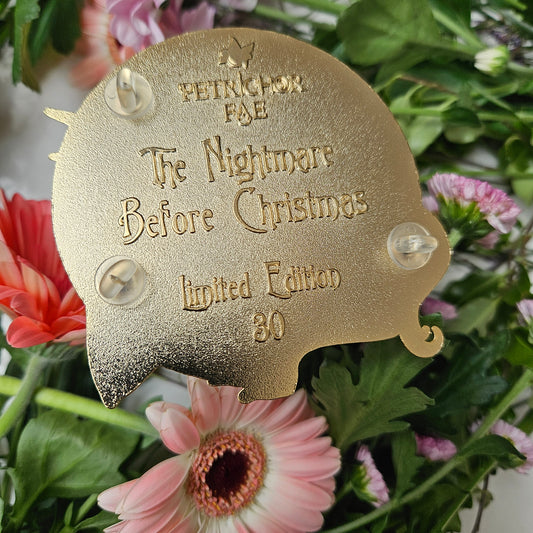 PETRICHOR
FAE
The Nightmare
Before Christmas
Limited Edition
30